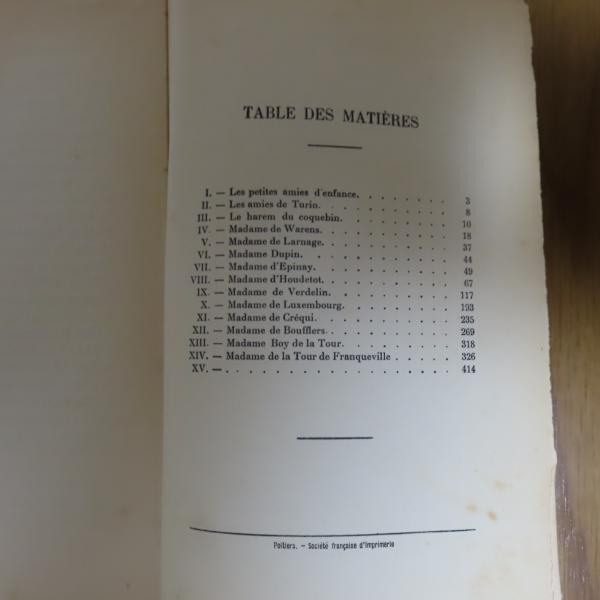 TABLE DES MATIÈRES
I. — Les petites amies d'enfance. . . . . . . . 3
II. — Les amies de Turin. . . . . . . . . . . 8
III. — Le harem du coquebin. . . . . . . . . 10
IV. — Madame de Warens. . . . . . . . . . . 18
V. — Madame de Larnage. . . . . . . . . . . 37
VI. — Madame Dupin. . . . . . . . . . . . 44
VII. — Madame d'Epinay. . . . . . . . . . . 49
VIII. — Madame d'Houdetot. . . . . . . . . . 67
IX. — Madame de Verdelin. . . . . . . . . . 117
X. — Madame de Luxembourg. . . . . . . . . 193
XI. — Madame de Créqui. . . . . . . . . . . 235
XII. — Madame de Boufflers. . . . . . . . . . 269
XIII. — Madame Boy de la Tour. . . . . . . . . 318
XIV. — Madame de la Tour de Franqueville . . . . . 326
XV. — . . . . . . . . . . . . . . . . . . 414
Poitiers. — Société française d'Imprimerie